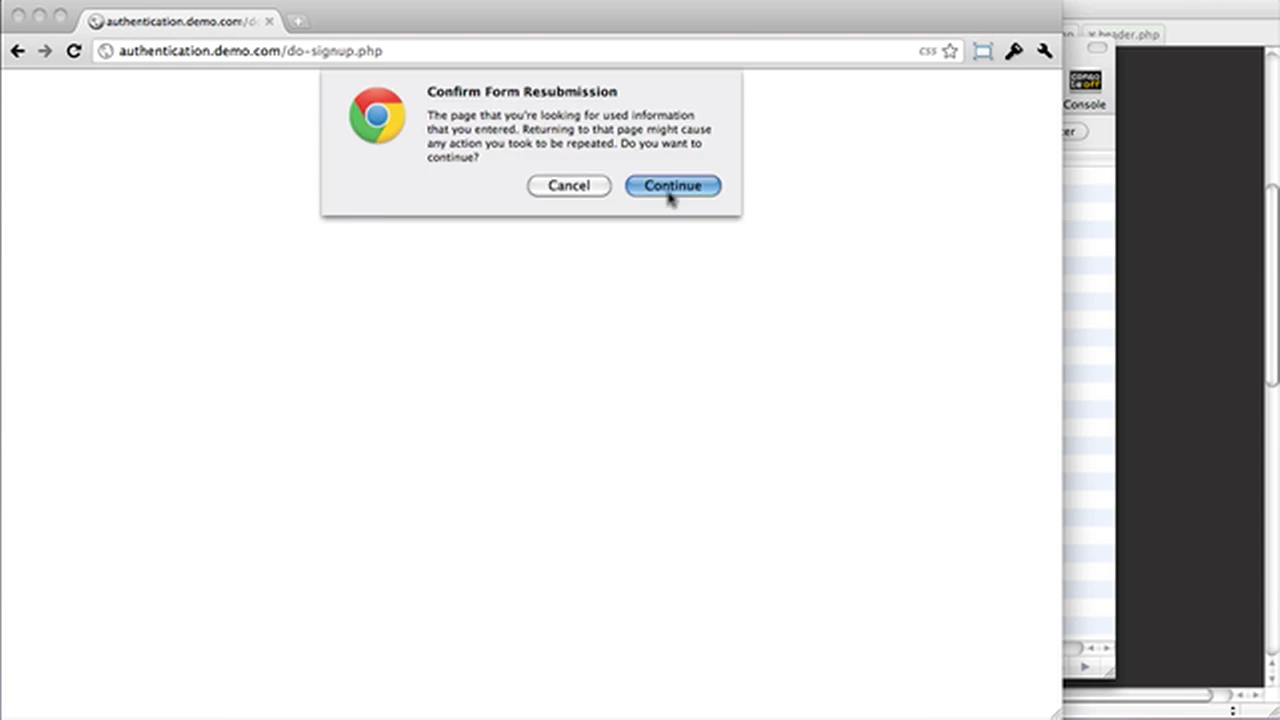 authentication.demo.com/d
header.php
authentication.demo.com/do-signup.php
css
Confirm Form Resubmission
The page that you're looking for used information
that you entered. Returning to that page might cause
any action you took to be repeated. Do you want to
continue?
Cancel
Continue
Console